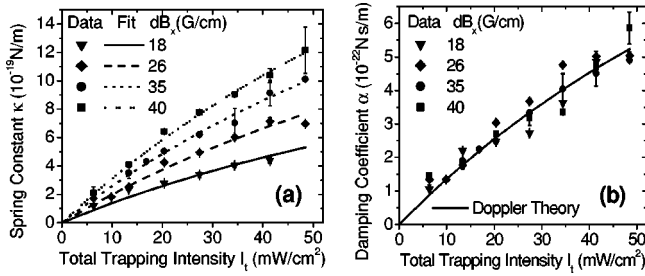 Data Fit dBₓ(G/cm)
18
26
35
40
Spring Constant κ (10⁻¹⁹N/m)
14
12
10
8
6
4
2
0
0 10 20 30 40 50
(a)
Total Trapping Intensity Iₜ (mW/cm²)
Data dBₓ(G/cm)
18
26
35
40
Damping Coefficient α (10⁻²²N s/m)
6
5
4
3
2
1
0
0 10 20 30 40 50
(b)
Doppler Theory
Total Trapping Intensity Iₜ (mW/cm²)